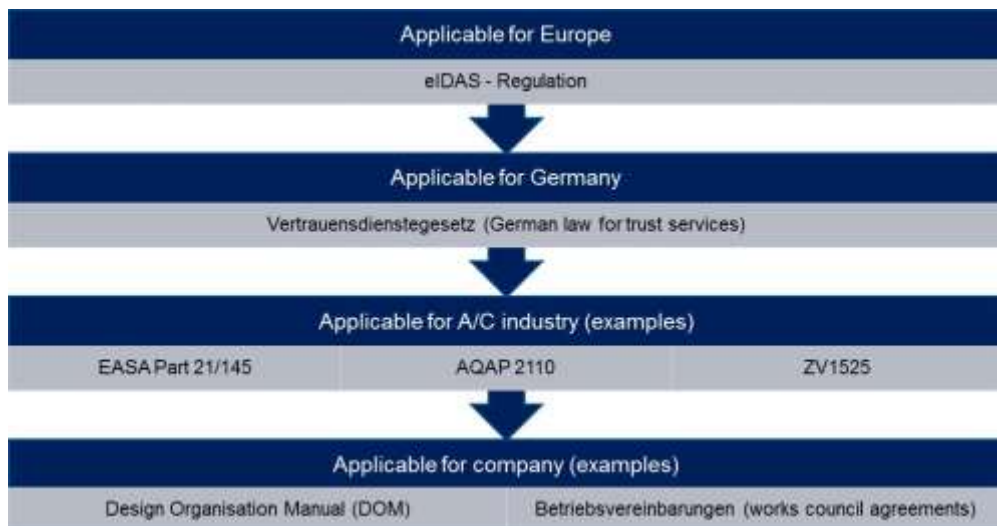 Applicable for Europe
eIDAS - Regulation
Applicable for Germany
Vertrauensdienstegesetz (German law for trust services)
Applicable for A/C industry (examples)
EASA Part 21/145
AQAP 2110
ZV1525
Applicable for company (examples)
Design Organisation Manual (DOM)
Betriebsvereinbarungen (works council agreements)